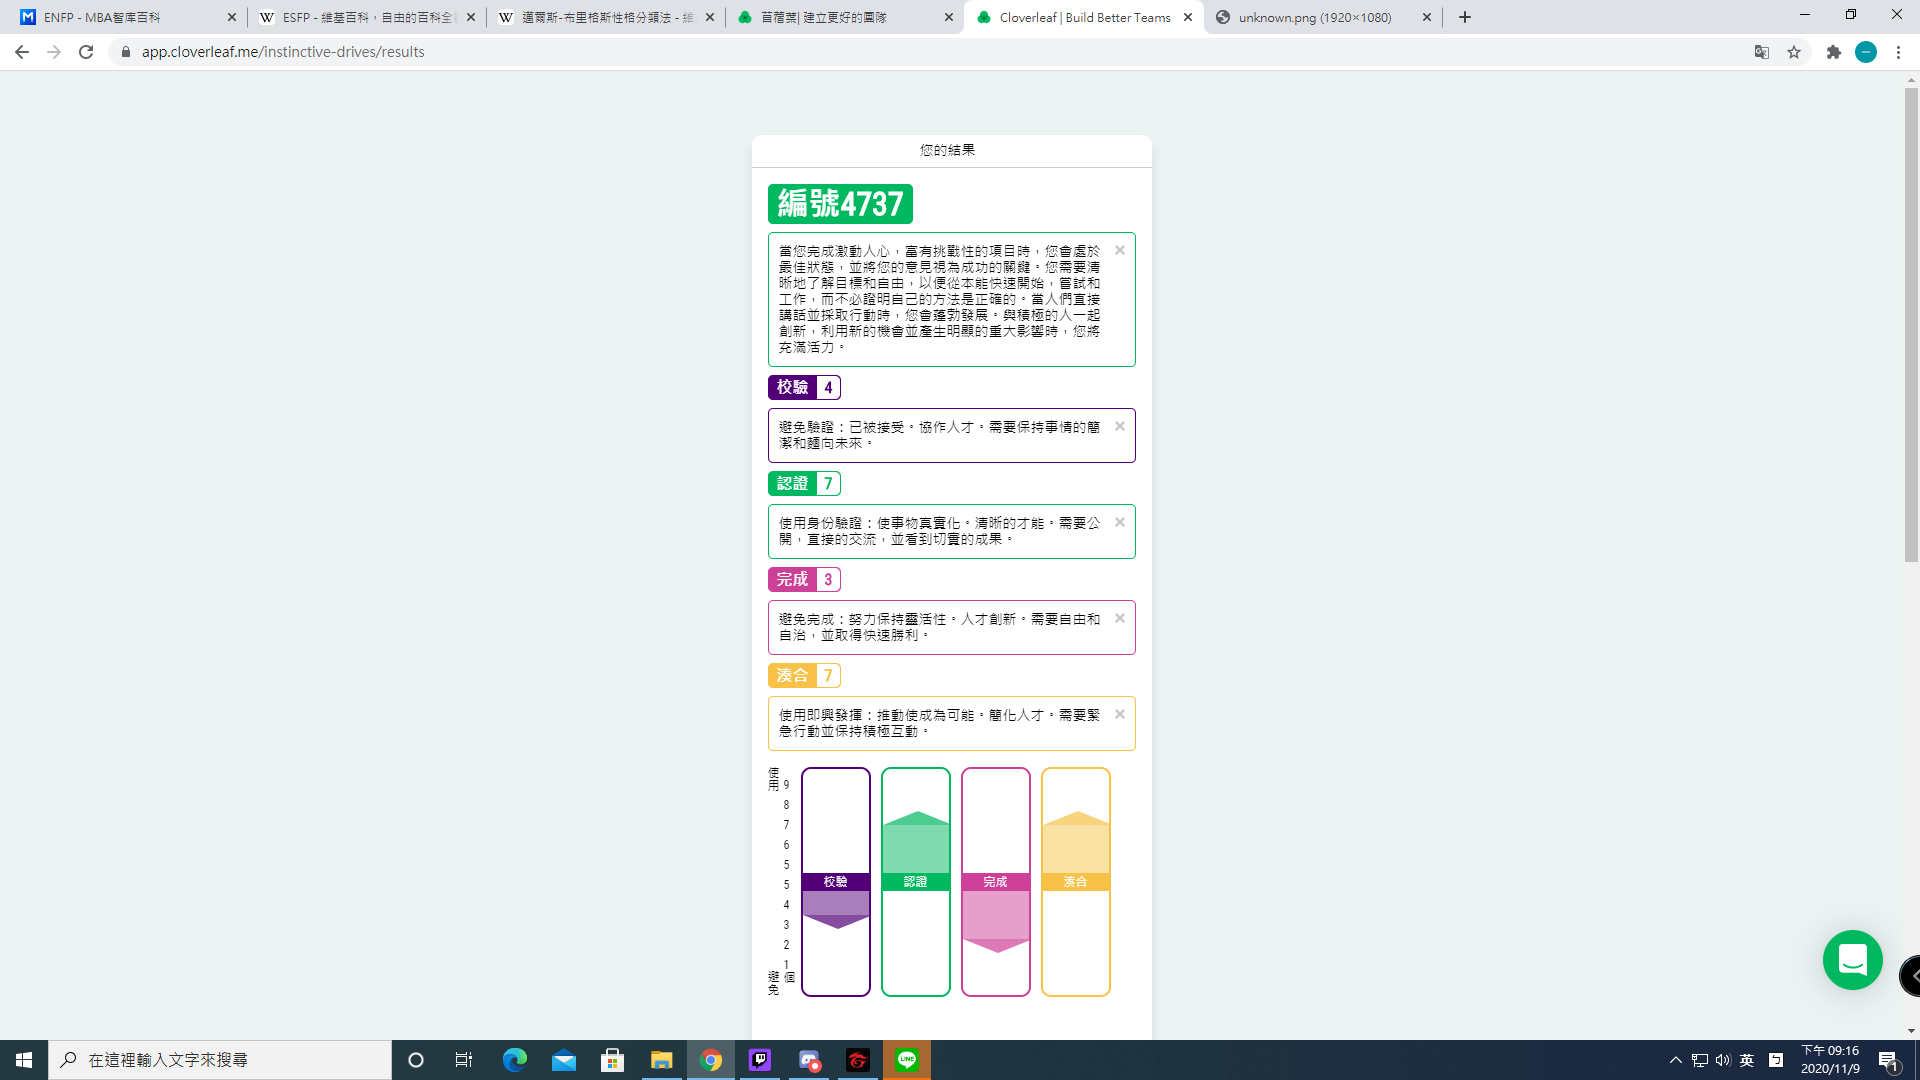 ENFP - MBA智库百科
ESFP - 維基百科，自由的百科全
邁爾斯-布里格斯性格分類法 - 維
苜蓿葉| 建立更好的團隊
Cloverleaf | Build Better Teams
unknown.png (1920×1080)
app.cloverleaf.me/instinctive-drives/results
您的結果
編號4737
當您完成激動人心，富有挑戰性的項目時，您會處於
最佳狀態，並將您的意見視為成功的關鍵。您需要清
晰地了解目標和自由，以便從本能快速開始，嘗試和
工作，而不必證明自己的方法是正確的。當人們直接
講話並採取行動時，您會蓬勃發展。與積極的人一起
創新，利用新的機會並產生明顯的重大影響時，您將
充滿活力。
校驗 4
避免驗證：已被接受。協作人才。需要保持事情的簡
潔和麵向未來。
認證 7
使用身份驗證：使事物真實化。清晰的才能。需要公
開，直接的交流，並看到切實的成果。
完成 3
避免完成：努力保持靈活性。人才創新。需要自由和
自治，並取得快速勝利。
湊合 7
使用即興發揮：推動使成為可能。簡化人才。需要緊
急行動並保持積極互動。
使用
9
8
7
6
5
5
4
3
2
1個
避免
校驗
認證
完成
湊合
在這裡輸入文字來搜尋
LINE
英
下午 09:16
2020/11/9
1